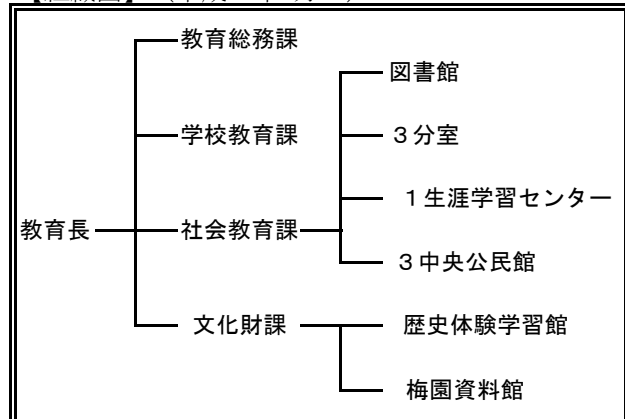 教育総務課
図書館
学校教育課
３分室
１生涯学習センター
教育長
社会教育課
３中央公民館
文化財課
歴史体験学習館
梅園資料館